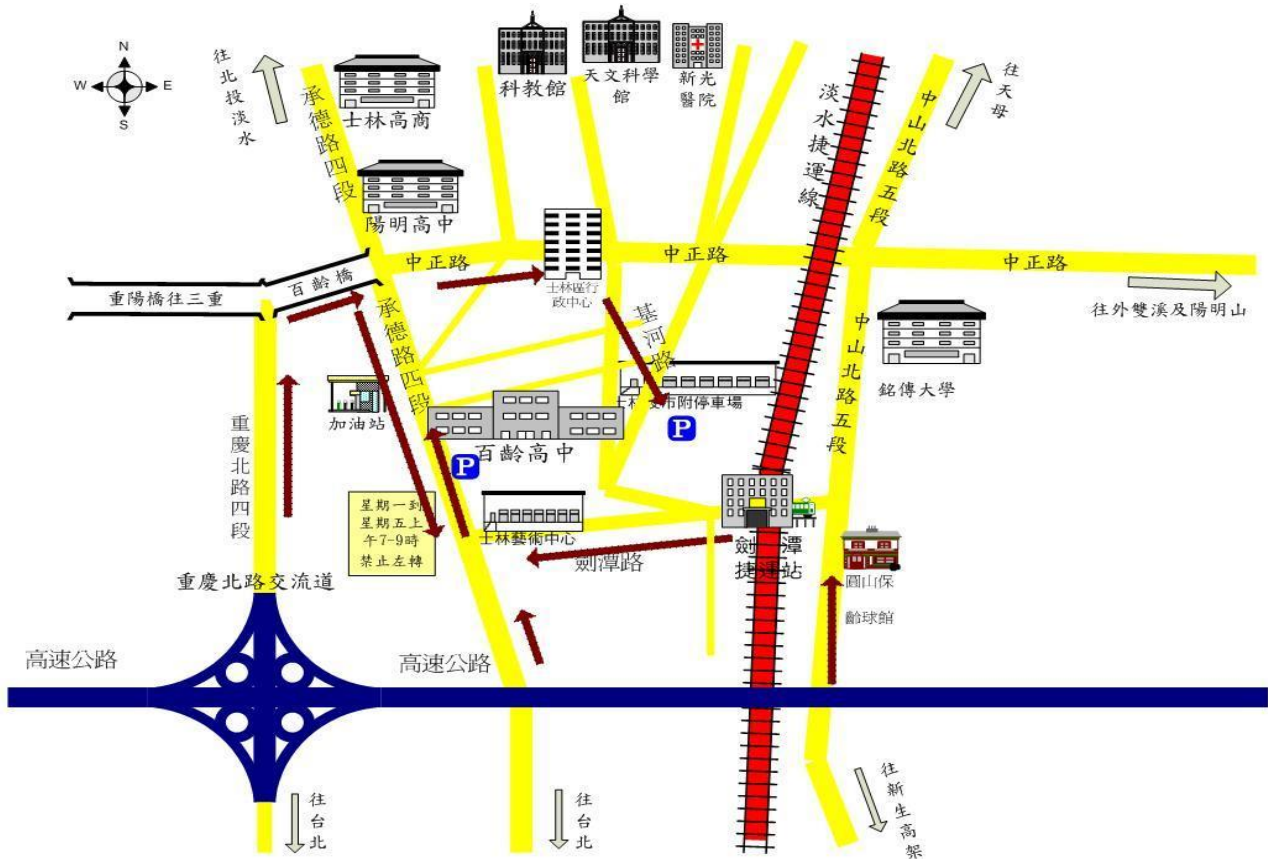 N
W
E
S
往北投淡水
承德路四段
士林高商
科教館
天文科學
館
新光
醫院
淡水捷運線
中山北路五段
往天母
陽明高中
中正路
中正路
中正路
百齡橋
重陽橋往三重
士林區行
政中心
往外雙溪及陽明山
承德路四段
基河路
中山北路五段
銘傳大學
加油站
士林夜市附停車場
P
百齡高中
P
重慶北路四段
星期一到
星期五上
午7-9時
禁止左轉
士林藝術中心
劍潭路
劍潭
捷運站
圓山保
齡球館
重慶北路交流道
高速公路
高速公路
往台北
往台北
往新生高架